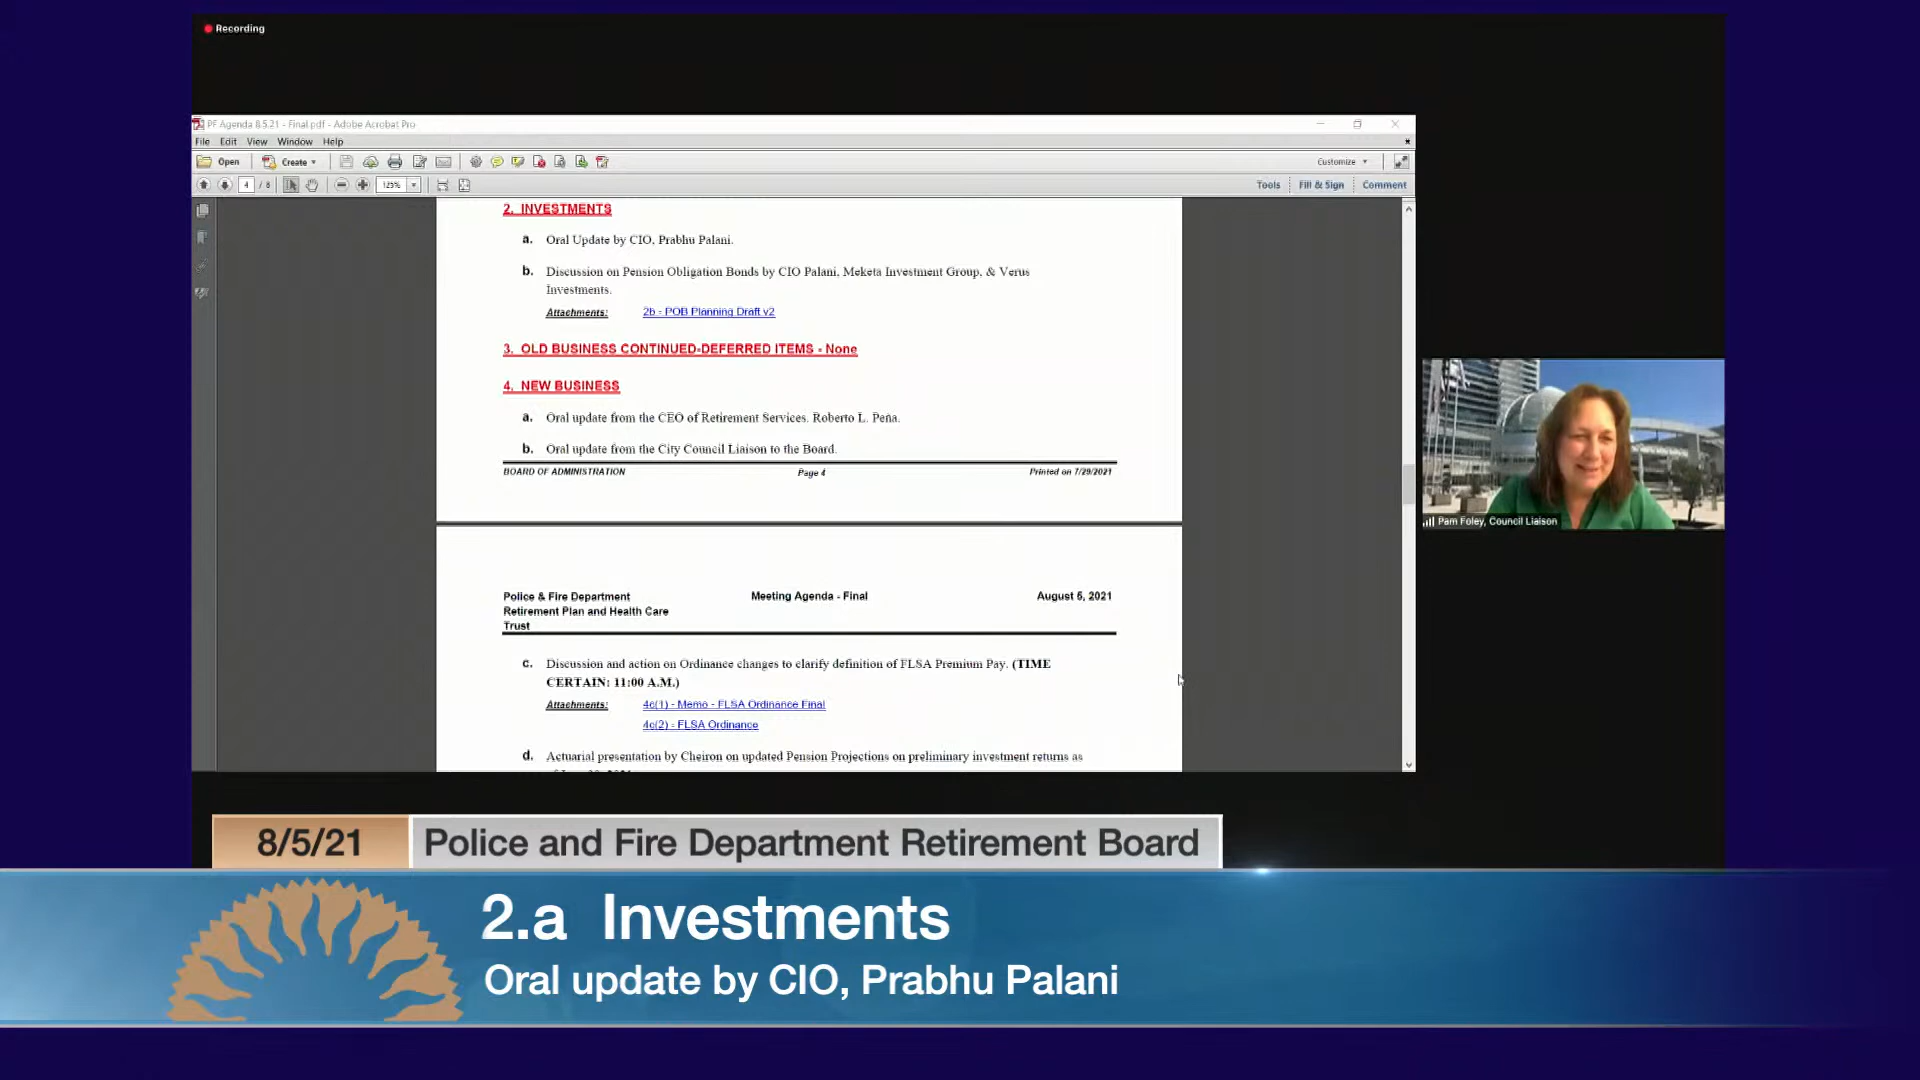 Recording
PF Agenda 8.5.21 - Final.pdf - Adobe Acrobat Pro
File Edit View Window Help
Open Create Customize
4 / 8 125% Tools Fill & Sign Comment
2. INVESTMENTS
a. Oral Update by CIO, Prabhu Palani.
b. Discussion on Pension Obligation Bonds by CIO Palani, Meketa Investment Group, & Verus
Investments.
Attachments: 2b - POB Planning Draft v2
3. OLD BUSINESS CONTINUED-DEFERRED ITEMS - None
4. NEW BUSINESS
a. Oral update from the CEO of Retirement Services, Roberto L. Peña.
b. Oral update from the City Council Liaison to the Board.
BOARD OF ADMINISTRATION Page 4 Printed on 7/29/2021
Police & Fire Department Meeting Agenda - Final August 5, 2021
Retirement Plan and Health Care
Trust
c. Discussion and action on Ordinance changes to clarify definition of FLSA Premium Pay. (TIME
CERTAIN: 11:00 A.M.)
Attachments: 4c(1) - Memo - FLSA Ordinance Final
4c(2) - FLSA Ordinance
d. Actuarial presentation by Cheiron on updated Pension Projections on preliminary investment returns as
Pam Foley, Council Liaison
8/5/21 Police and Fire Department Retirement Board
2.a Investments
Oral update by CIO, Prabhu Palani